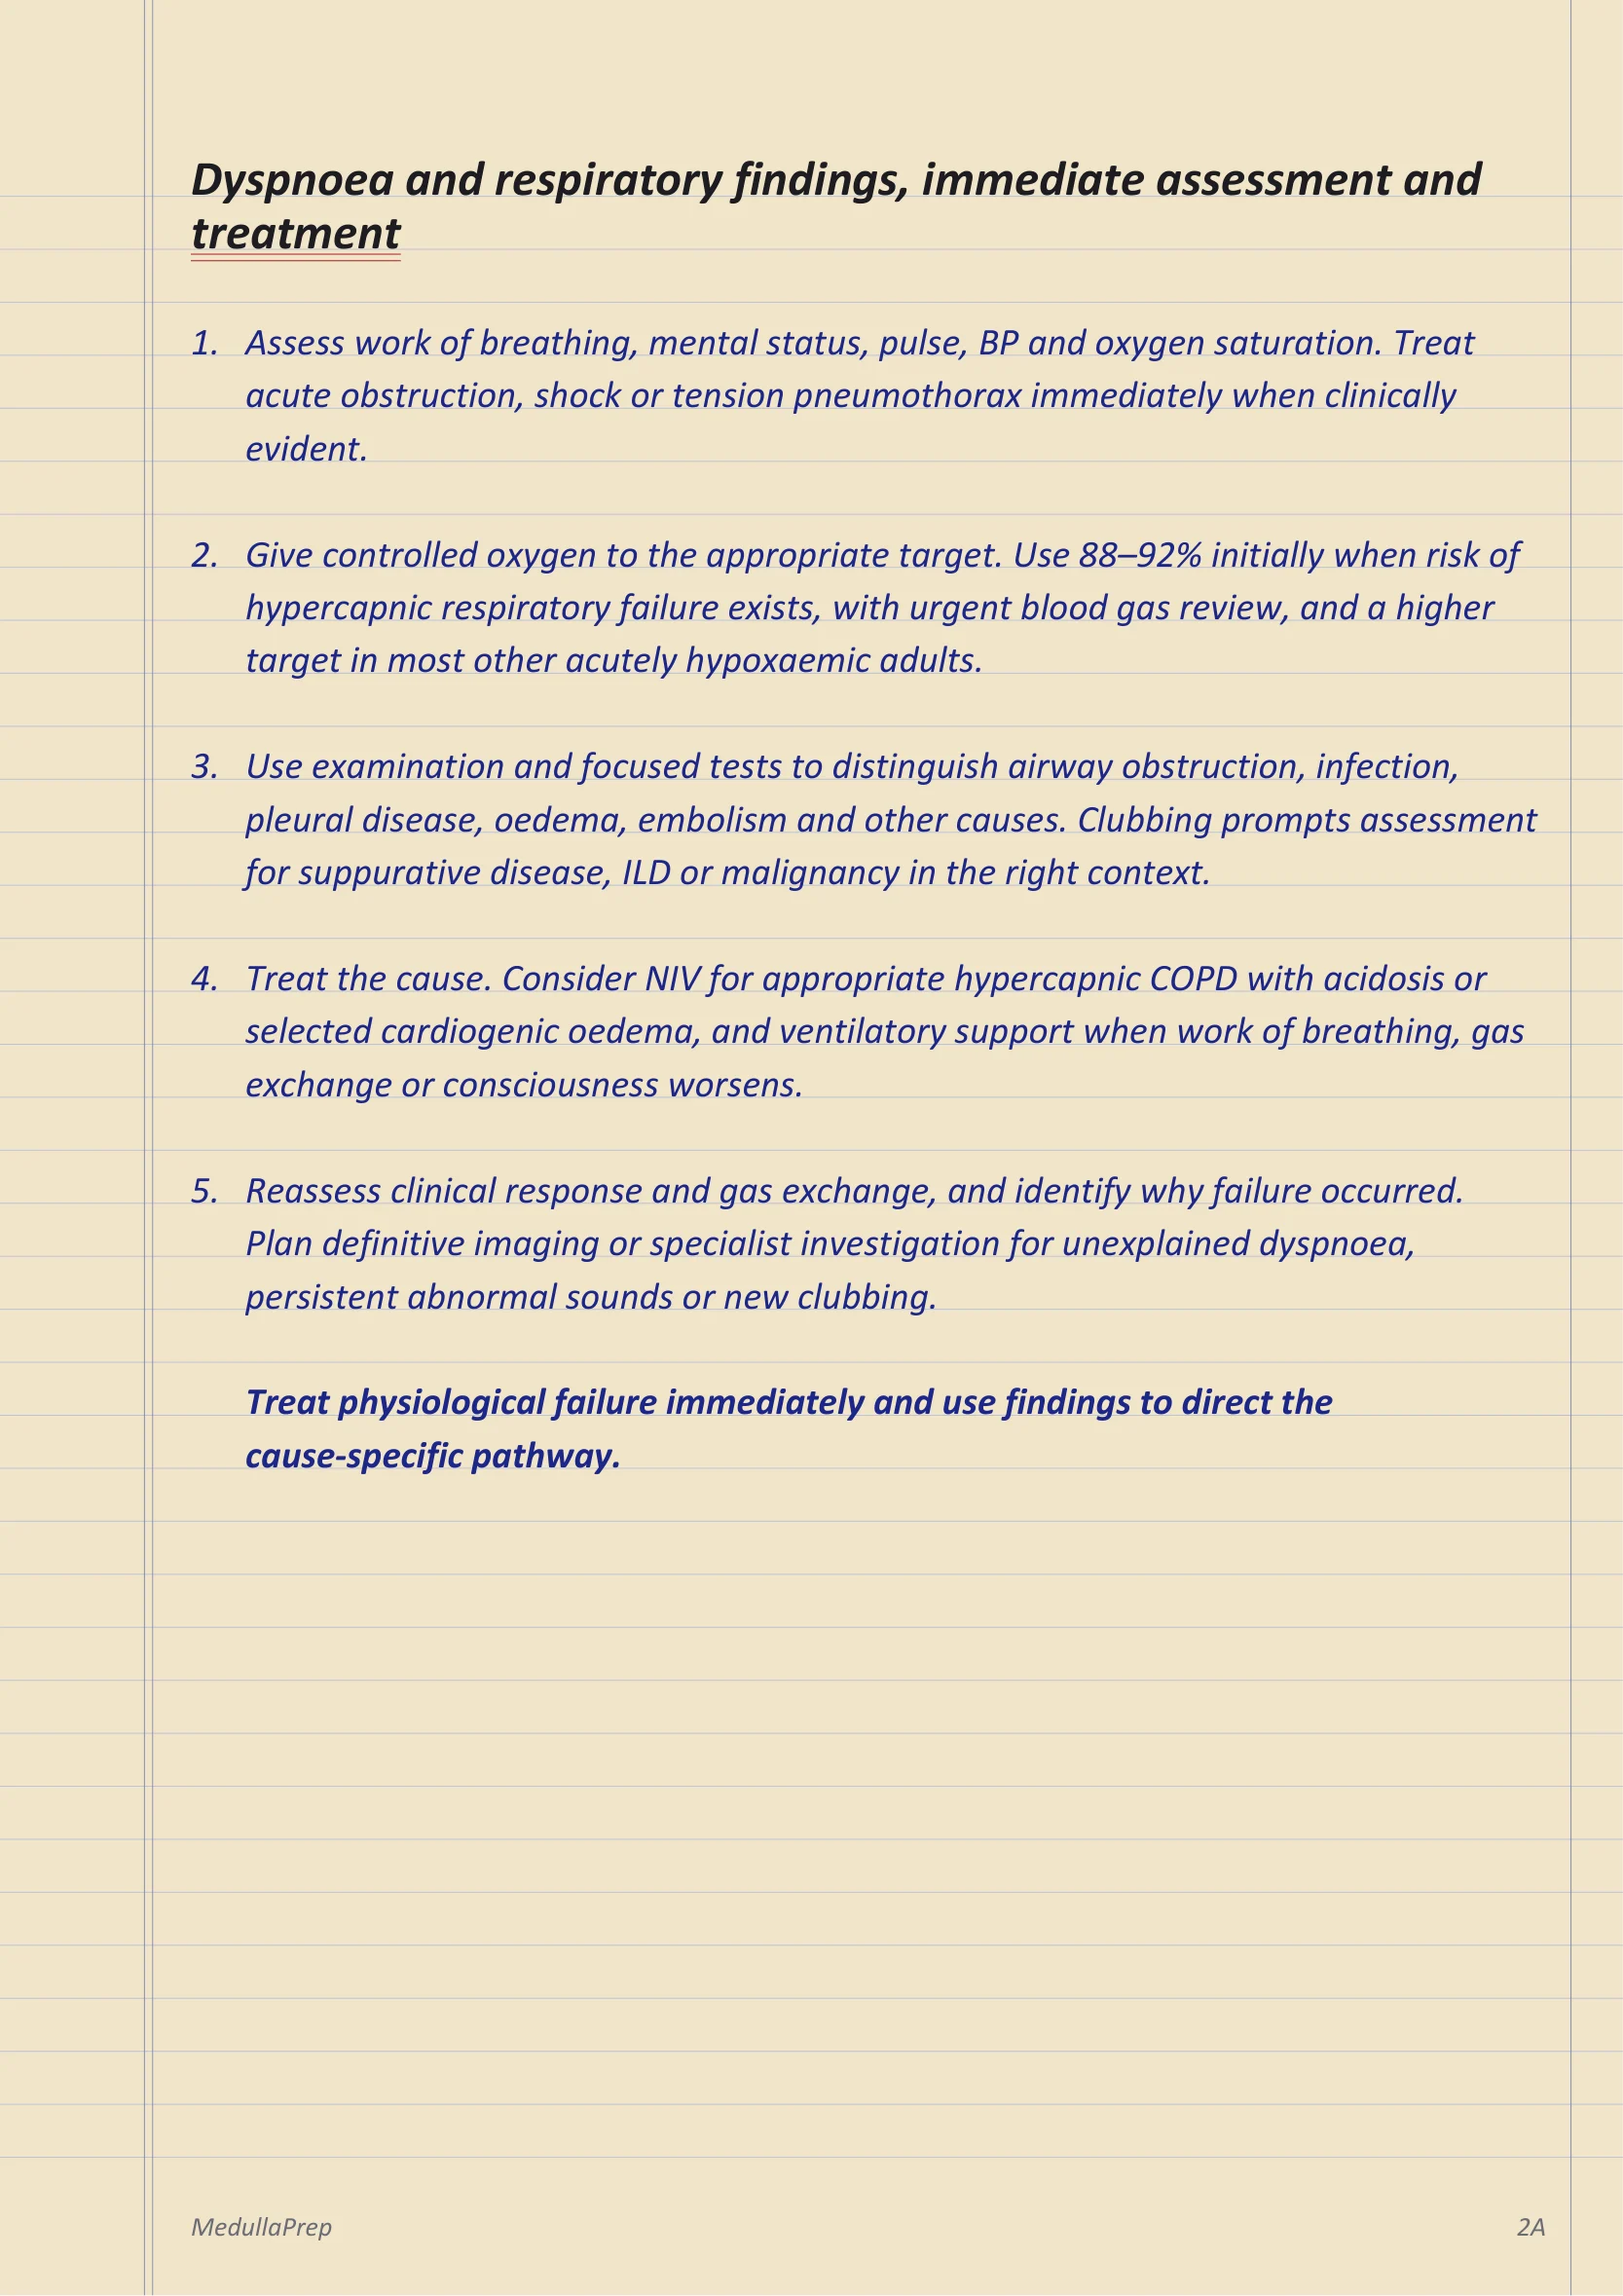 Dyspnoea and respiratory findings, immediate assessment and
treatment
1. Assess work of breathing, mental status, pulse, BP and oxygen saturation. Treat
acute obstruction, shock or tension pneumothorax immediately when clinically
evident.
2. Give controlled oxygen to the appropriate target. Use 88–92% initially when risk of
hypercapnic respiratory failure exists, with urgent blood gas review, and a higher
target in most other acutely hypoxaemic adults.
3. Use examination and focused tests to distinguish airway obstruction, infection,
pleural disease, oedema, embolism and other causes. Clubbing prompts assessment
for suppurative disease, ILD or malignancy in the right context.
4. Treat the cause. Consider NIV for appropriate hypercapnic COPD with acidosis or
selected cardiogenic oedema, and ventilatory support when work of breathing, gas
exchange or consciousness worsens.
5. Reassess clinical response and gas exchange, and identify why failure occurred.
Plan definitive imaging or specialist investigation for unexplained dyspnoea,
persistent abnormal sounds or new clubbing.
Treat physiological failure immediately and use findings to direct the
cause-specific pathway.
MedullaPrep
2A